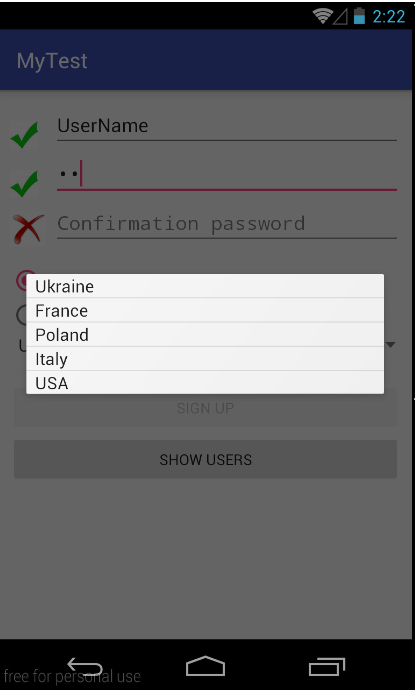 2:22
MyTest
UserName
••
Confirmation password
Ukraine
France
Poland
Italy
USA
U
SIGN UP
SHOW USERS
free for personal use